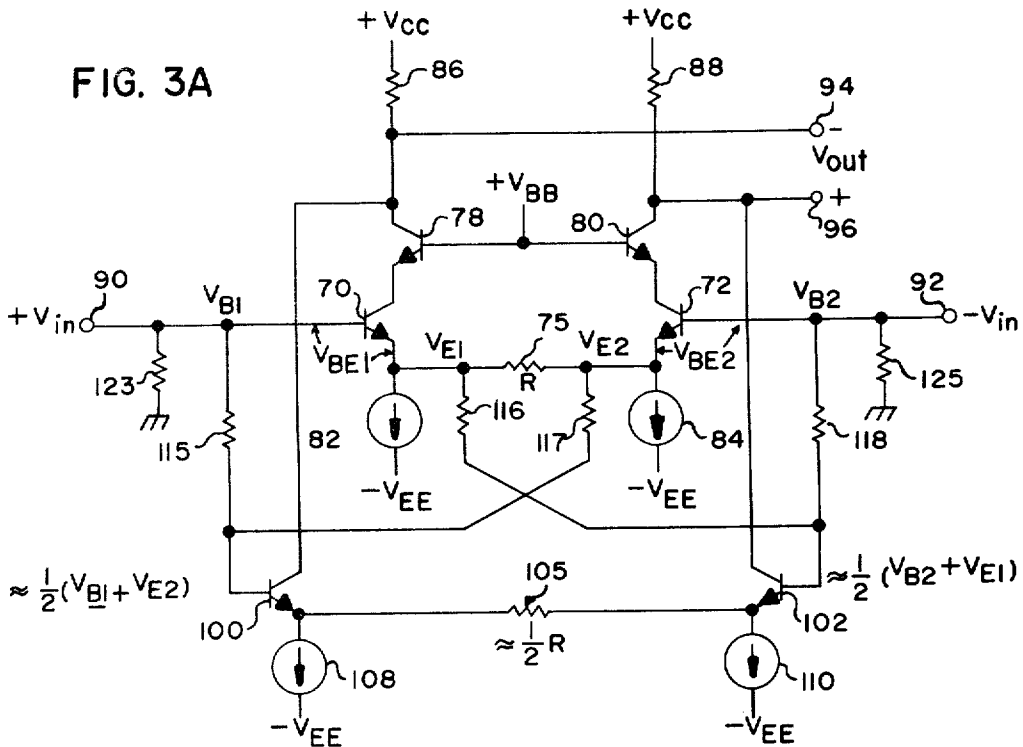 +VCC
+VCC
FIG. 3A
86
88
94
-
Vout
+VBB
78
80
+
96
90
+Vin
VB1
70
72
VB2
92
-Vin
VBE1
VE1
75
VE2
VBE2
R
123
125
116
117
115
82
84
118
-VEE
-VEE
≈ 1/2 (VB1 + VE2)
105
≈ 1/2 (VB2 + VE1)
100
≈ 1/2 R
102
108
110
-VEE
-VEE